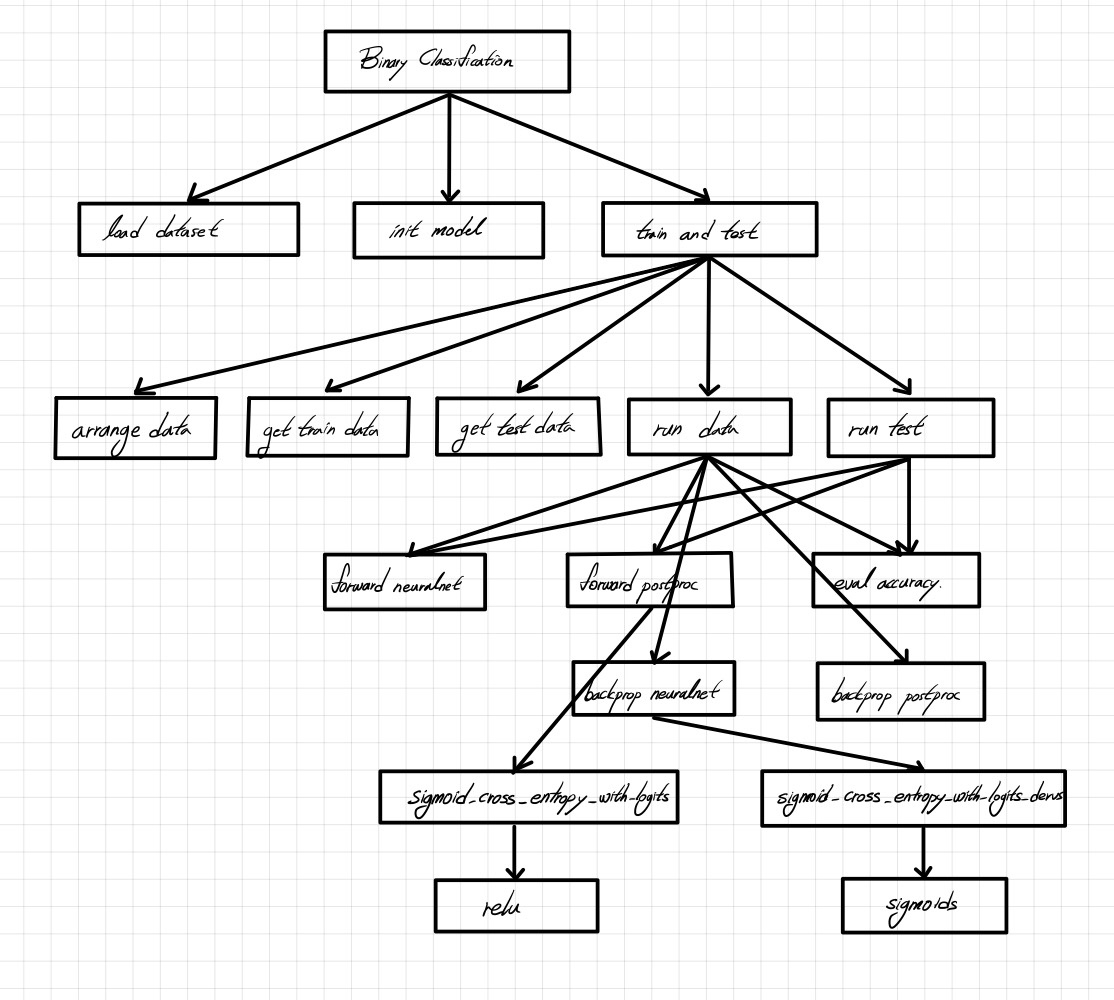 Binary Classification
load dataset
init model
train and test
arrange data
get train data
get test data
run data
run test
forward neuralnet
forward postproc
eval accuracy.
backprop neuralnet
backprop postproc
Sigmoid_cross_entropy_with_logits
sigmoid_cross_entropy_with_logits_derus
relu
sigmoids